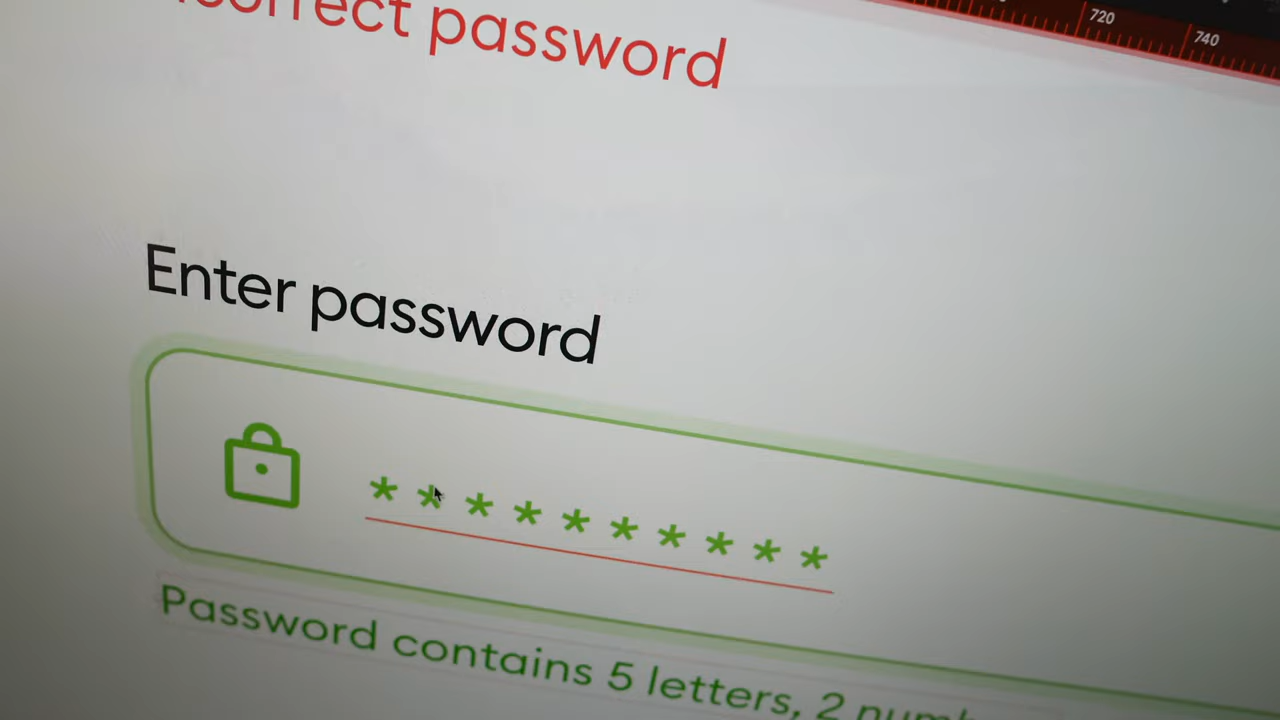 720
740
password
Enter password
* * * * * * * * * *
Password contains 5 letters, 2